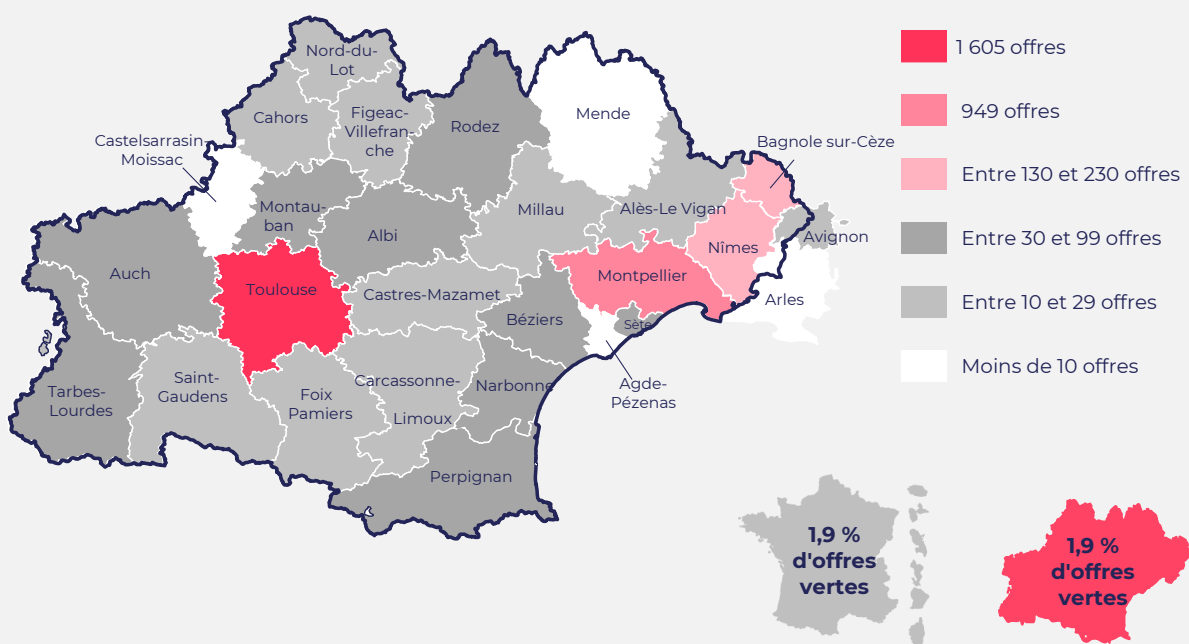 Nord-du-
Lot
Cahors
Figeac-
Villefran-
che
Rodez
Mende
Castelsarrasin-
Moissac
Bagnole sur-Cèze
Montau-
ban
Albi
Millau
Alès-Le Vigan
Nîmes
Avignon
Auch
Toulouse
Castres-Mazamet
Montpellier
Arles
Béziers
Sète
Agde-
Pézenas
Tarbes-
Lourdes
Saint-
Gaudens
Foix
Pamiers
Carcassonne-
Limoux
Narbonne
Perpignan
1 605 offres
949 offres
Entre 130 et 230 offres
Entre 30 et 99 offres
Entre 10 et 29 offres
Moins de 10 offres
1,9 %
d'offres
vertes
1,9 %
d'offres
vertes